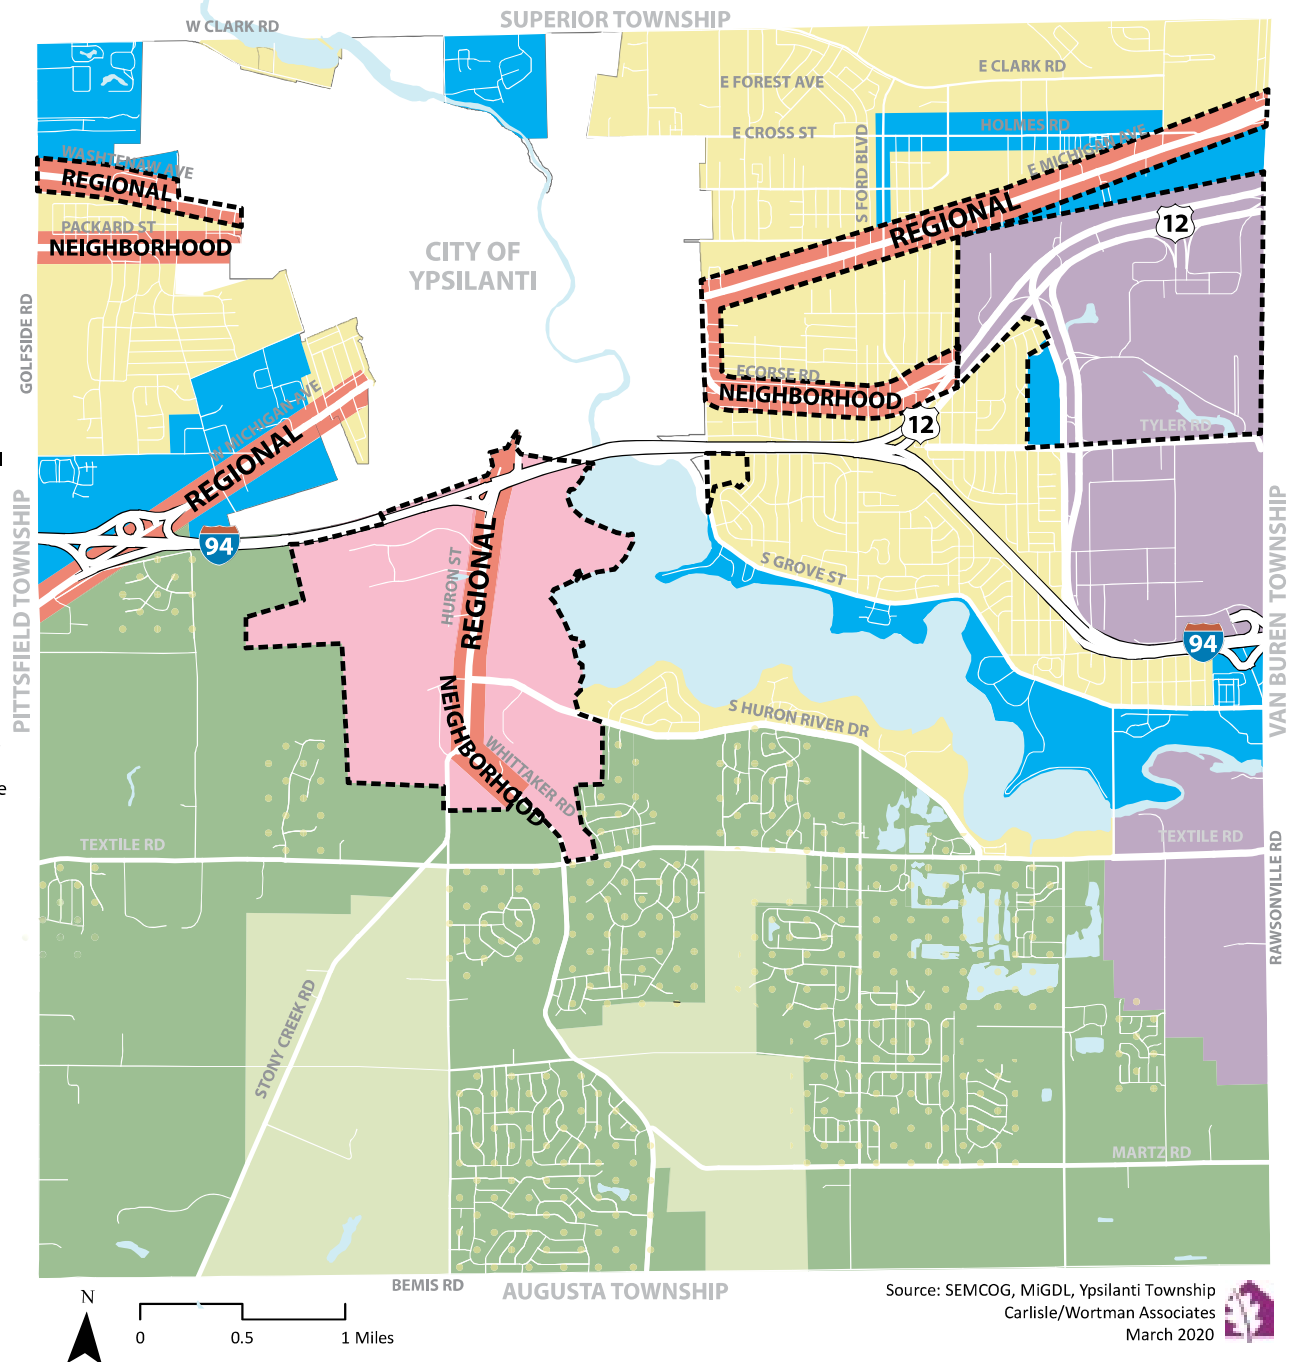 SUPERIOR TOWNSHIP
W CLARK RD
E CLARK RD
E FOREST AVE
HOLMES RD
E CROSS ST
S FORD BLVD
E MICHIGAN AVE
WASHTENAW AVE
REGIONAL
PACKARD ST
NEIGHBORHOOD
REGIONAL
12
CITY OF
YPSILANTI
GOLFSIDE RD
ECORSE RD
NEIGHBORHOOD
12
TYLER RD
W MICHIGAN AVE
REGIONAL
94
PITTSFIELD TOWNSHIP
VAN BUREN TOWNSHIP
HURON ST
REGIONAL
S GROVE ST
94
NEIGHBORHOOD
WHITTAKER RD
S HURON RIVER DR
e
TEXTILE RD
TEXTILE RD
RAWSONVILLE RD
STONY CREEK RD
MARTZ RD
BEMIS RD
AUGUSTA TOWNSHIP
N
0 0.5 1 Miles
Source: SEMCOG, MiGDL, Ypsilanti Township
Carlisle/Wortman Associates
March 2020